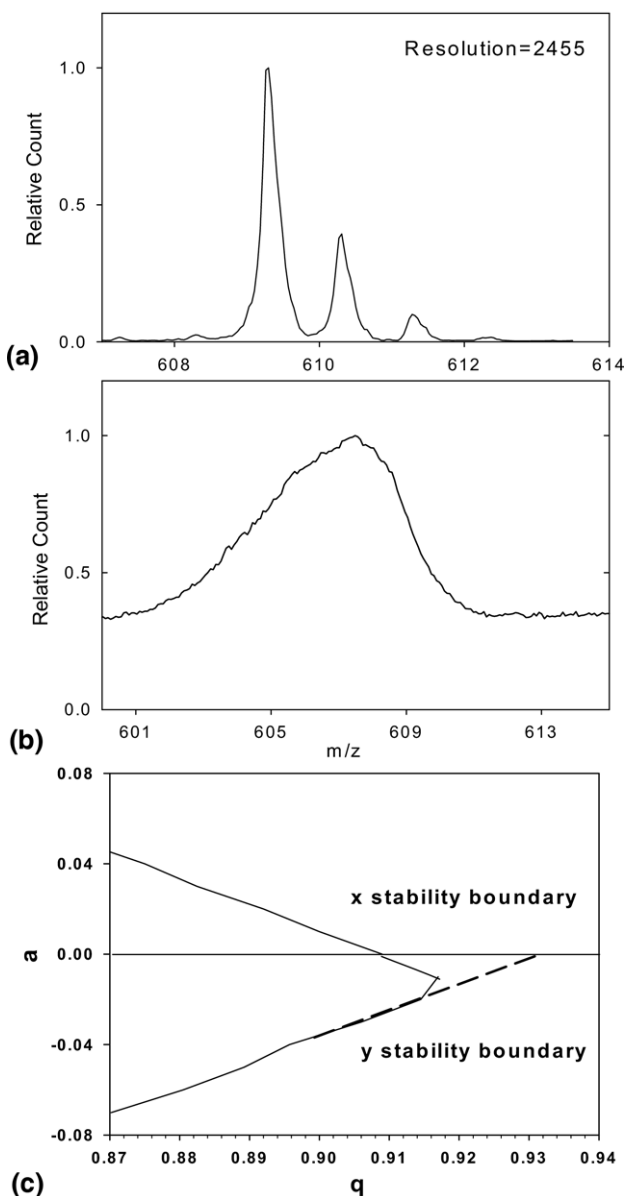 Resolution=2455
1.0
Relative Count
0.5
0.0
(a)
608 610 612 614
1.0
Relative Count
0.5
0.0
(b)
601 605 609 613
m/z
0.08
0.04
x stability boundary
a
0.00
-0.04
y stability boundary
-0.08
0.87 0.88 0.89 0.90 0.91 0.92 0.93 0.94
(c)
q